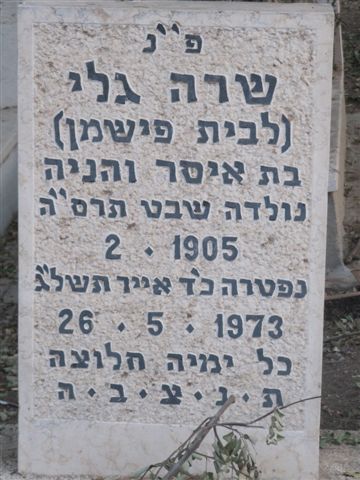 פ"נ
שרה גלי
(לבית פישמן)
בת איסר והניה
נולדה שבט תרס"ה
2 · 1905
נפטרה כ"ד אייר תשל"ג
26 · 5 · 1973
כל ימיה חלוצה
ת·נ·צ·ב·ה